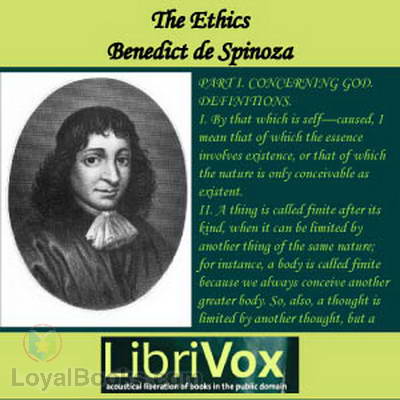 The Ethics
Benedict de Spinoza
PART I. CONCERNING GOD.
DEFINITIONS.
I. By that which is self—caused, I
mean that of which the essence
involves existence, or that of which
the nature is only conceivable as
existent.
II. A thing is called finite after its
kind, when it can be limited by
another thing of the same nature;
for instance, a body is called finite
because we always conceive another
greater body. So, also, a thought is
limited by another thought, but a
LibriVox
acoustical liberation of books in the public domain
LoyalBooks.com